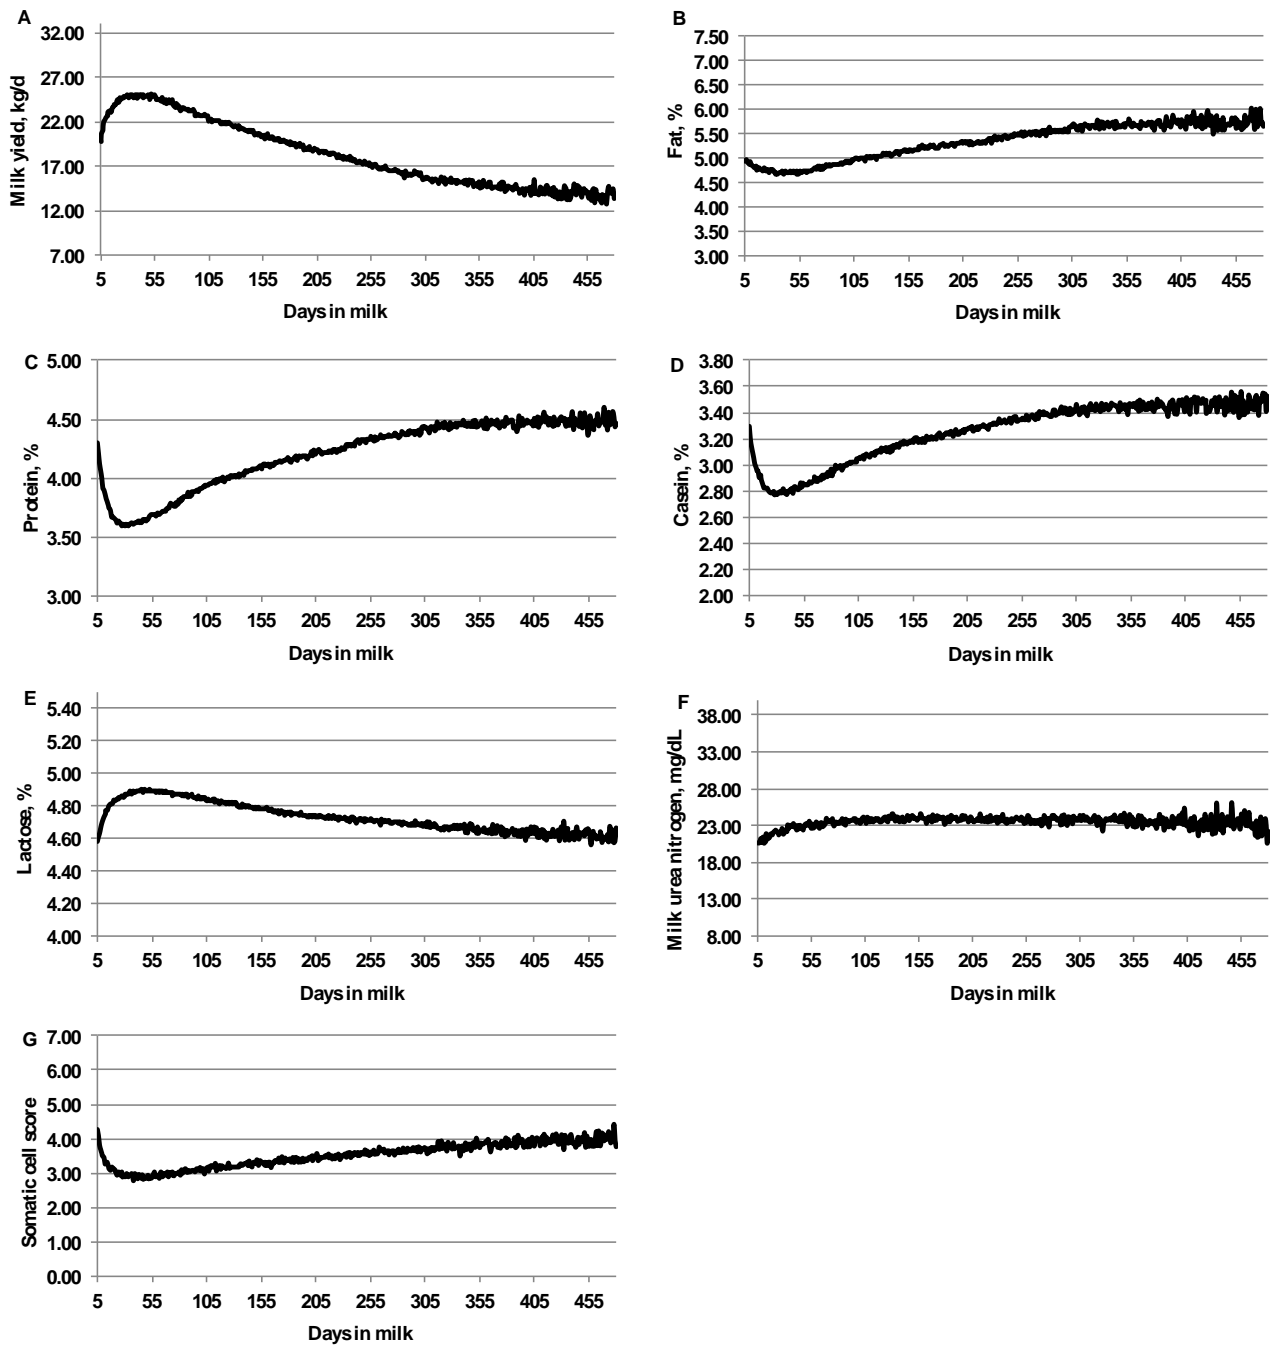 A
32.00
27.00
22.00
17.00
12.00
7.00
Milk yield, kg/d
5 55 105 155 205 255 305 355 405 455
Days in milk
B
7.50
7.00
6.50
6.00
5.50
5.00
4.50
4.00
3.50
3.00
Fat, %
5 55 105 155 205 255 305 355 405 455
Days in milk
C
5.00
4.50
4.00
3.50
3.00
Protein, %
5 55 105 155 205 255 305 355 405 455
Days in milk
D
3.80
3.60
3.40
3.20
3.00
2.80
2.60
2.40
2.20
2.00
Casein, %
5 55 105 155 205 255 305 355 405 455
Days in milk
E
5.40
5.20
5.00
4.80
4.60
4.40
4.20
4.00
Lactose, %
5 55 105 155 205 255 305 355 405 455
Days in milk
F
38.00
33.00
28.00
23.00
18.00
13.00
8.00
Milk urea nitrogen, mg/dL
5 55 105 155 205 255 305 355 405 455
Days in milk
G
7.00
6.00
5.00
4.00
3.00
2.00
1.00
0.00
Somatic cell score
5 55 105 155 205 255 305 355 405 455
Days in milk